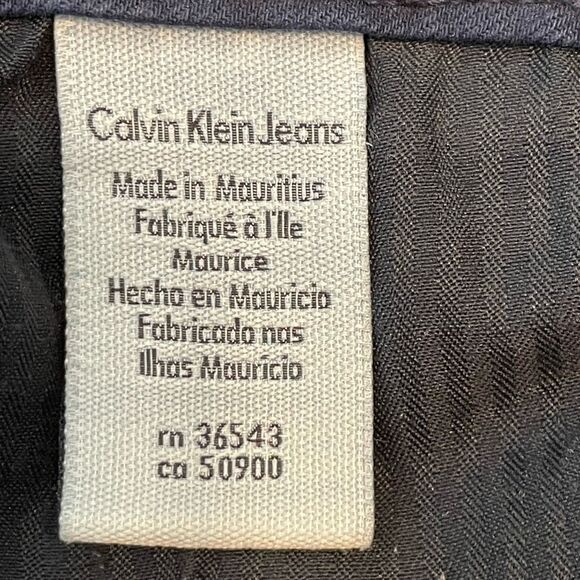 Calvin Klein Jeans
Made in Mauritius
Fabriqué à l'Ile
Maurice
Hecho en Mauricio
Fabricado nas
Ilhas Maurício
rn 36543
ca 50900